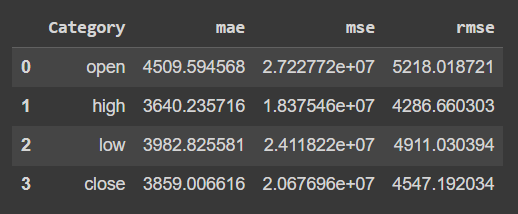 Category mae mse rmse
0 open 4509.594568 2.722772e+07 5218.018721
1 high 3640.235716 1.837546e+07 4286.660303
2 low 3982.825581 2.411822e+07 4911.030394
3 close 3859.006616 2.067696e+07 4547.192034